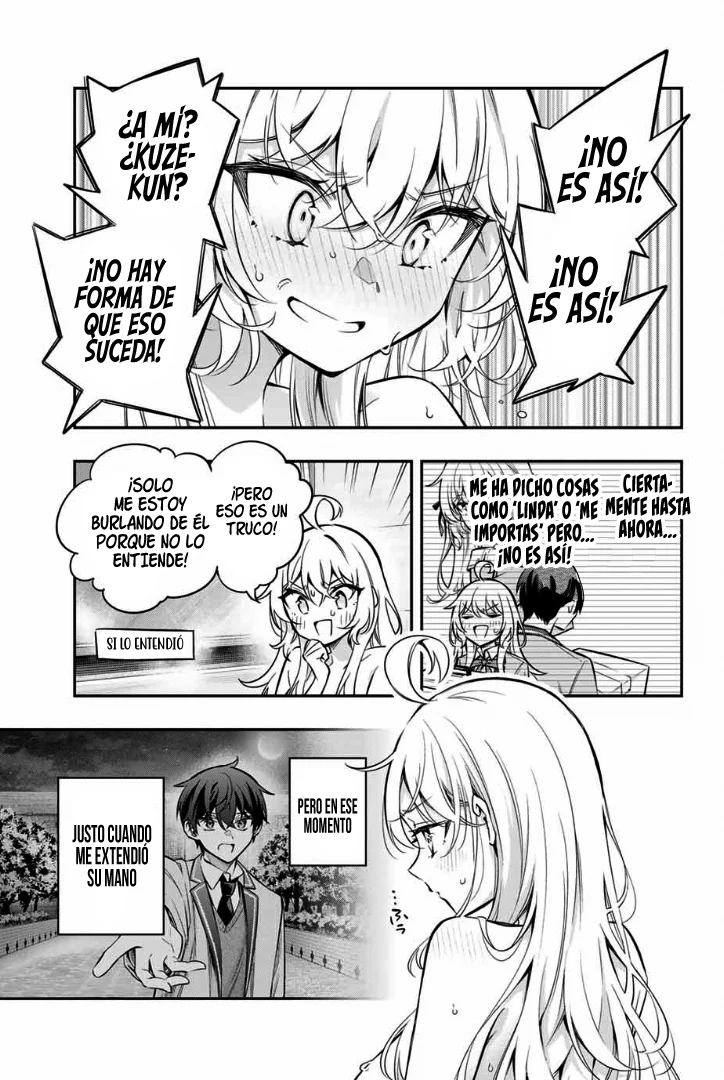 ¡NO
ES ASÍ!
¡NO
ES ASÍ!
¿A MÍ?
¿KUZE-
KUN?
¡NO HAY
FORMA DE
QUE ESO
SUCEDA!
CIERTA-
MENTE HASTA
AHORA...
ME HA DICHO COSAS
COMO 'LINDA' O 'ME
IMPORTAS' PERO...
¡NO ES ASÍ!
¡PERO
ESO ES UN
TRUCO!
¡SOLO
ME ESTOY
BURLANDO DE ÉL
PORQUE NO LO
ENTIENDE!
SI LO ENTENDIÓ
PERO EN ESE
MOMENTO
JUSTO CUANDO
ME EXTENDIÓ
SU MANO
…ふぅ